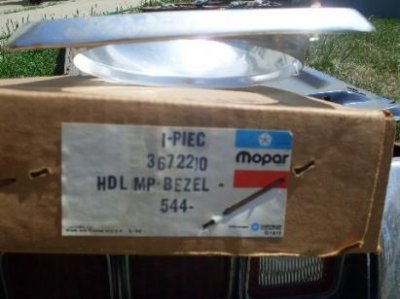 1-PIEC
3672210
mopar
HDL MP-BEZEL -
544-